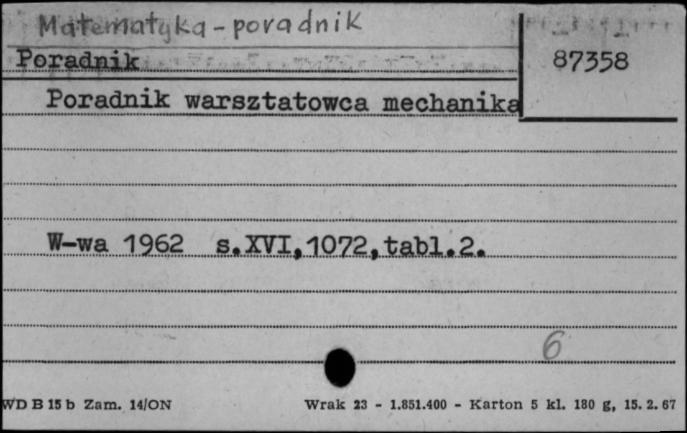 Matematyka - poradnik
Poradnik
87358
Poradnik warsztatowca mechanika
W-wa 1962 s.XVI,1072,tabl.2.
6
WD B 15 b Zam. 14/ON
Wrak 23 - 1.851.400 - Karton 5 kl. 180 g, 15. 2. 67